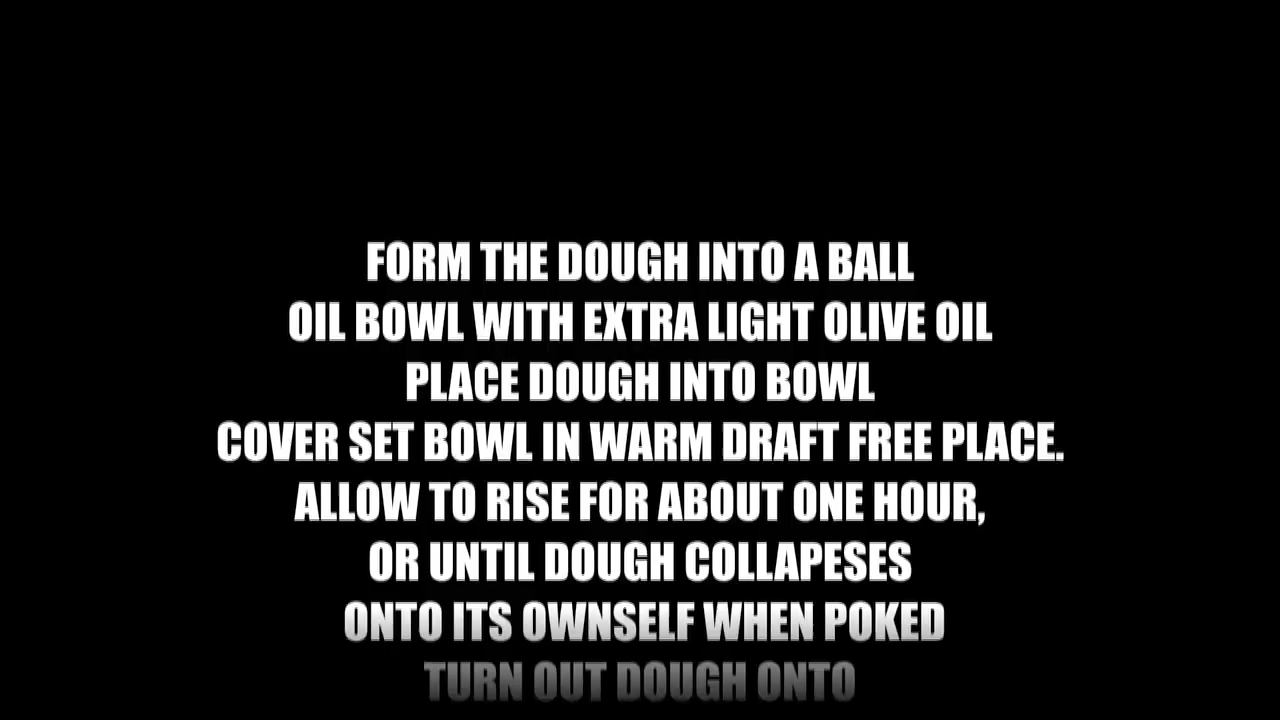 FORM THE DOUGH INTO A BALL
OIL BOWL WITH EXTRA LIGHT OLIVE OIL
PLACE DOUGH INTO BOWL
COVER SET BOWL IN WARM DRAFT FREE PLACE.
ALLOW TO RISE FOR ABOUT ONE HOUR,
OR UNTIL DOUGH COLLAPESES
ONTO ITS OWNSELF WHEN POKED
TURN OUT DOUGH ONTO